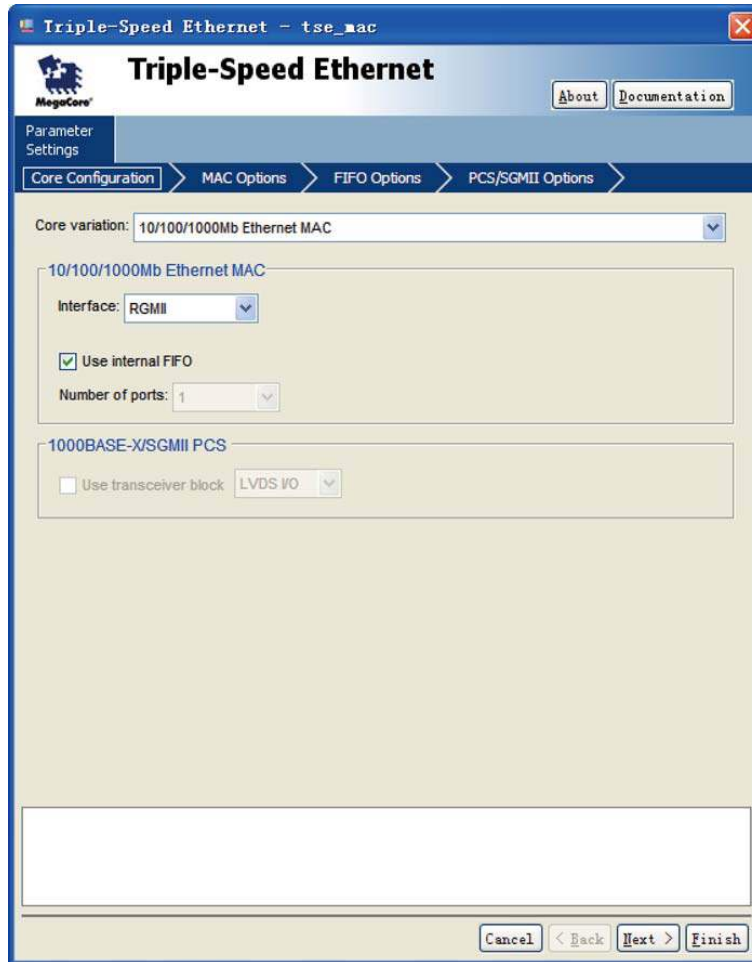 Triple-Speed Ethernet - tse_mac
MegaCore®
Triple-Speed Ethernet
About
Documentation
Parameter
Settings
Core Configuration
MAC Options
FIFO Options
PCS/SGMII Options
Core variation: 10/100/1000Mb Ethernet MAC
10/100/1000Mb Ethernet MAC
Interface: RGMII
Use internal FIFO
Number of ports: 1
1000BASE-X/SGMII PCS
Use transceiver block LVDS I/O
Cancel
< Back
Next >
Finish